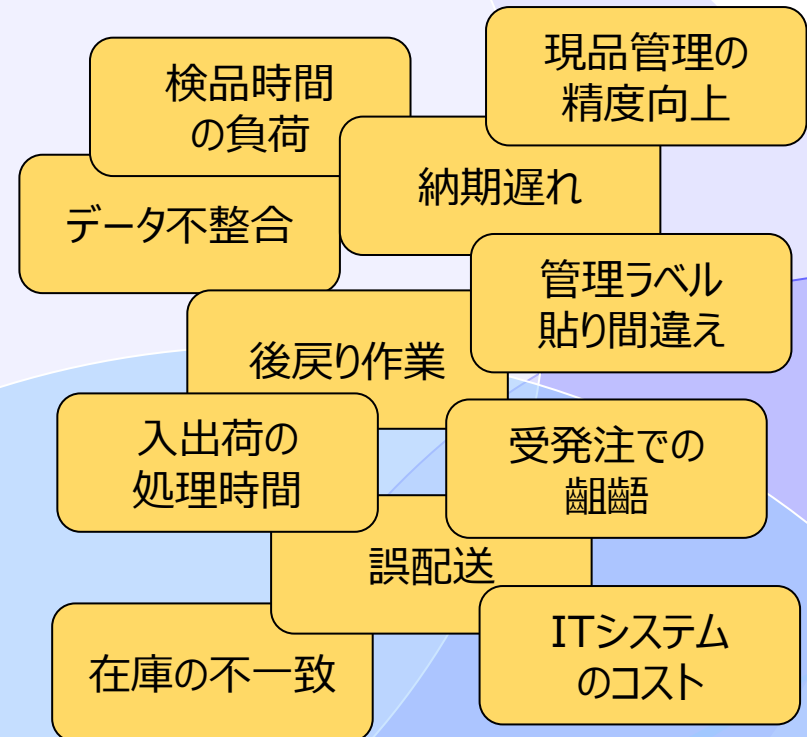 現品管理の
精度向上
検品時間
の負荷
納期遅れ
データ不整合
管理ラベル
貼り間違え
後戻り作業
入出荷の
処理時間
受発注での
齟齬
誤配送
ITシステム
のコスト
在庫の不一致